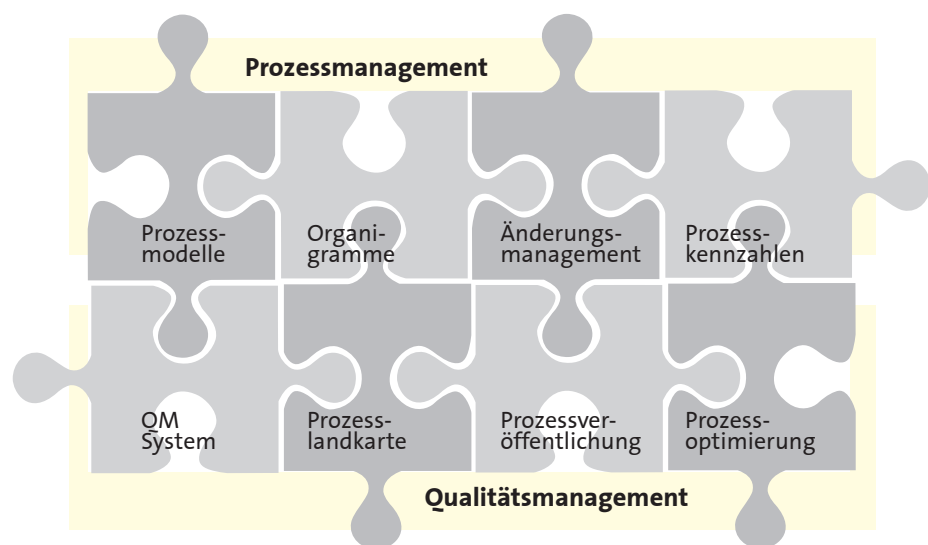 Prozessmanagement
Prozess-
modelle
Organi-
gramme
Änderungs-
management
Prozess-
kennzahlen
QM
System
Prozess-
landkarte
Prozessver-
öffentlichung
Prozess-
optimierung
Qualitätsmanagement